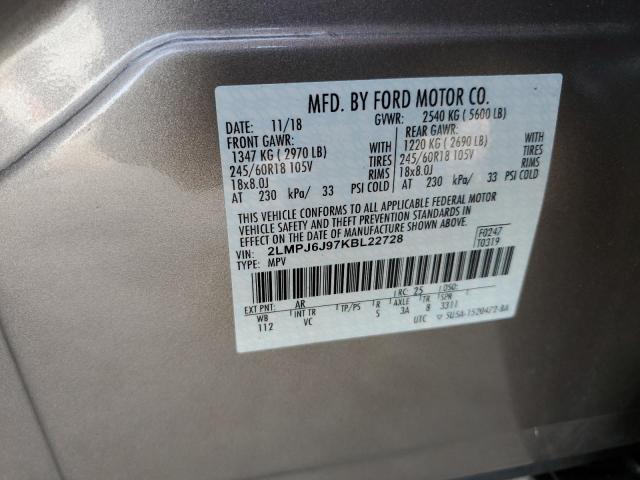 MFD. BY FORD MOTOR CO.
DATE: 11/18 GVWR: 2540 KG ( 5600 LB)
FRONT GAWR: REAR GAWR:
1347 KG ( 2970 LB) WITH 1220 KG ( 2690 LB) WITH
245/60R18 105V TIRES 245/60R18 105V TIRES
18x8.0J RIMS 18x8.0J RIMS
AT 230 kPa/ 33 PSI COLD AT 230 kPa/ 33 PSI COLD
THIS VEHICLE CONFORMS TO ALL APPLICABLE FEDERAL MOTOR
VEHICLE SAFETY AND THEFT PREVENTION STANDARDS IN
EFFECT ON THE DATE OF MANUFACTURE SHOWN ABOVE.
VIN: 2LMPJ6J97KBL22728 F0247
TYPE: MPV T0319
EXT PNT: AR RC: 25 DSO:
WB INT TR TP/PS R AXLE TR SPR
112 VC 5 3A 8 3311
UTC